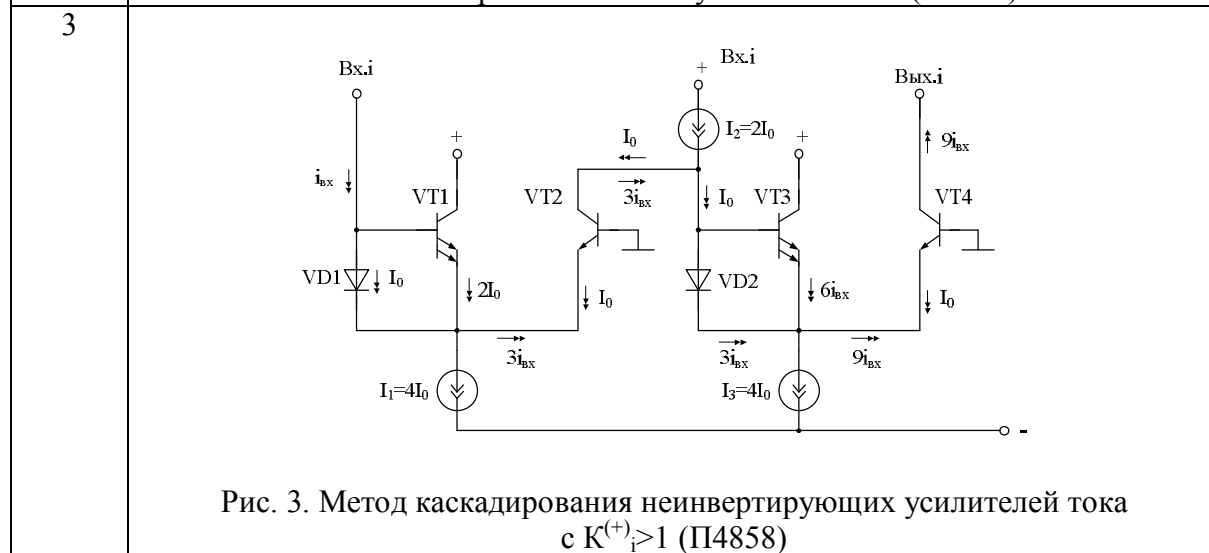 3
Вх.i
+
Вх.i
Вых.i
+
I₂=2I₀
+
9iвх
I₀
iвх
VT1
VT2
3iвх
I₀
VT3
VT4
VD1
I₀
2I₀
I₀
VD2
6iвх
I₀
3iвх
3iвх
9iвх
I₁=4I₀
I₃=4I₀
-
Рис. 3. Метод каскадирования неинвертирующих усилителей тока
с K⁽⁺⁾ᵢ>1 (П4858)